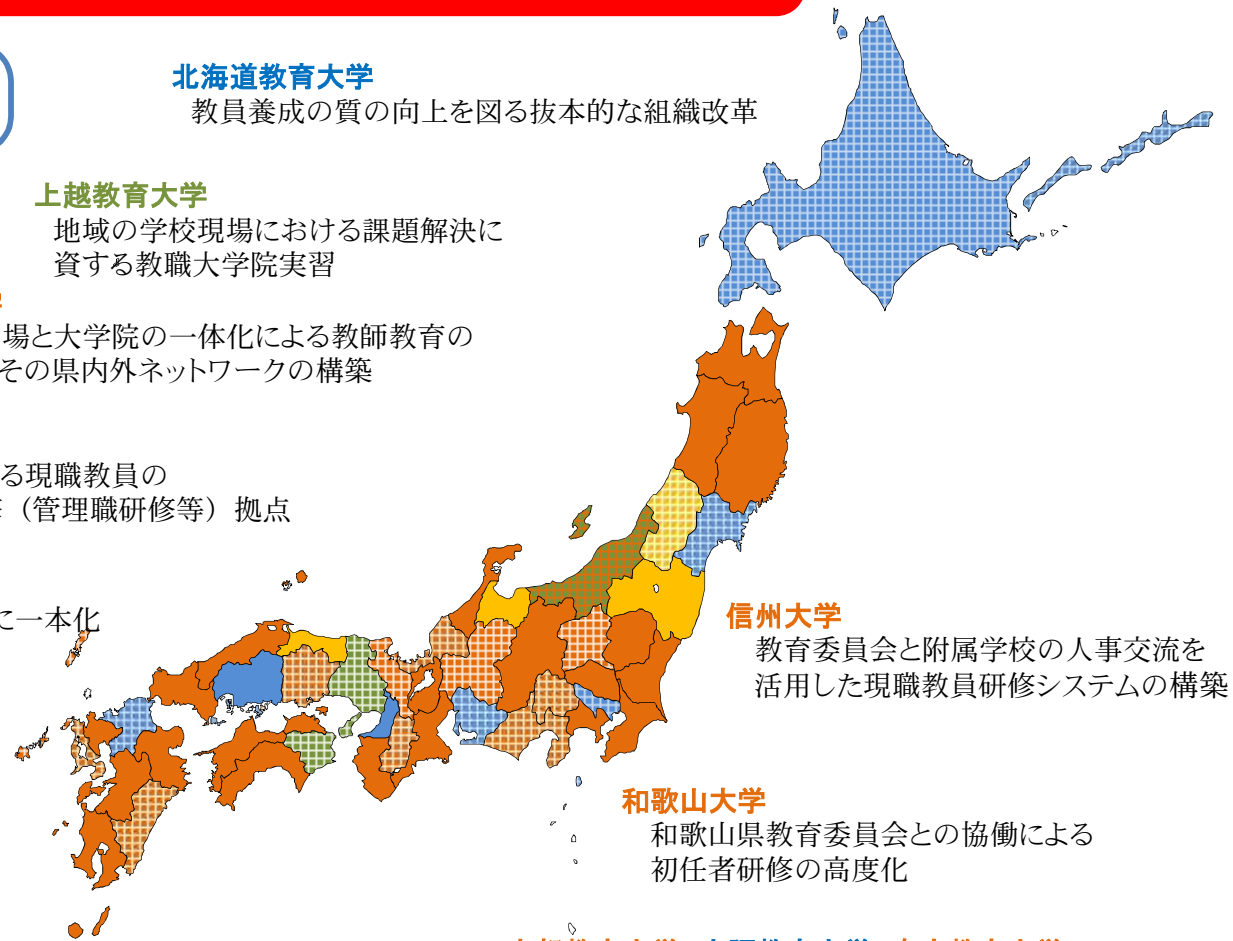 北海道教育大学
教員養成の質の向上を図る抜本的な組織改革
上越教育大学
地域の学校現場における課題解決に
資する教職大学院実習
場と大学院の一体化による教師教育の
その県内外ネットワークの構築
る現職教員の
（管理職研修等）拠点
に一本化
信州大学
教育委員会と附属学校の人事交流を
活用した現職教員研修システムの構築
和歌山大学
和歌山県教育委員会との協働による
初任者研修の高度化